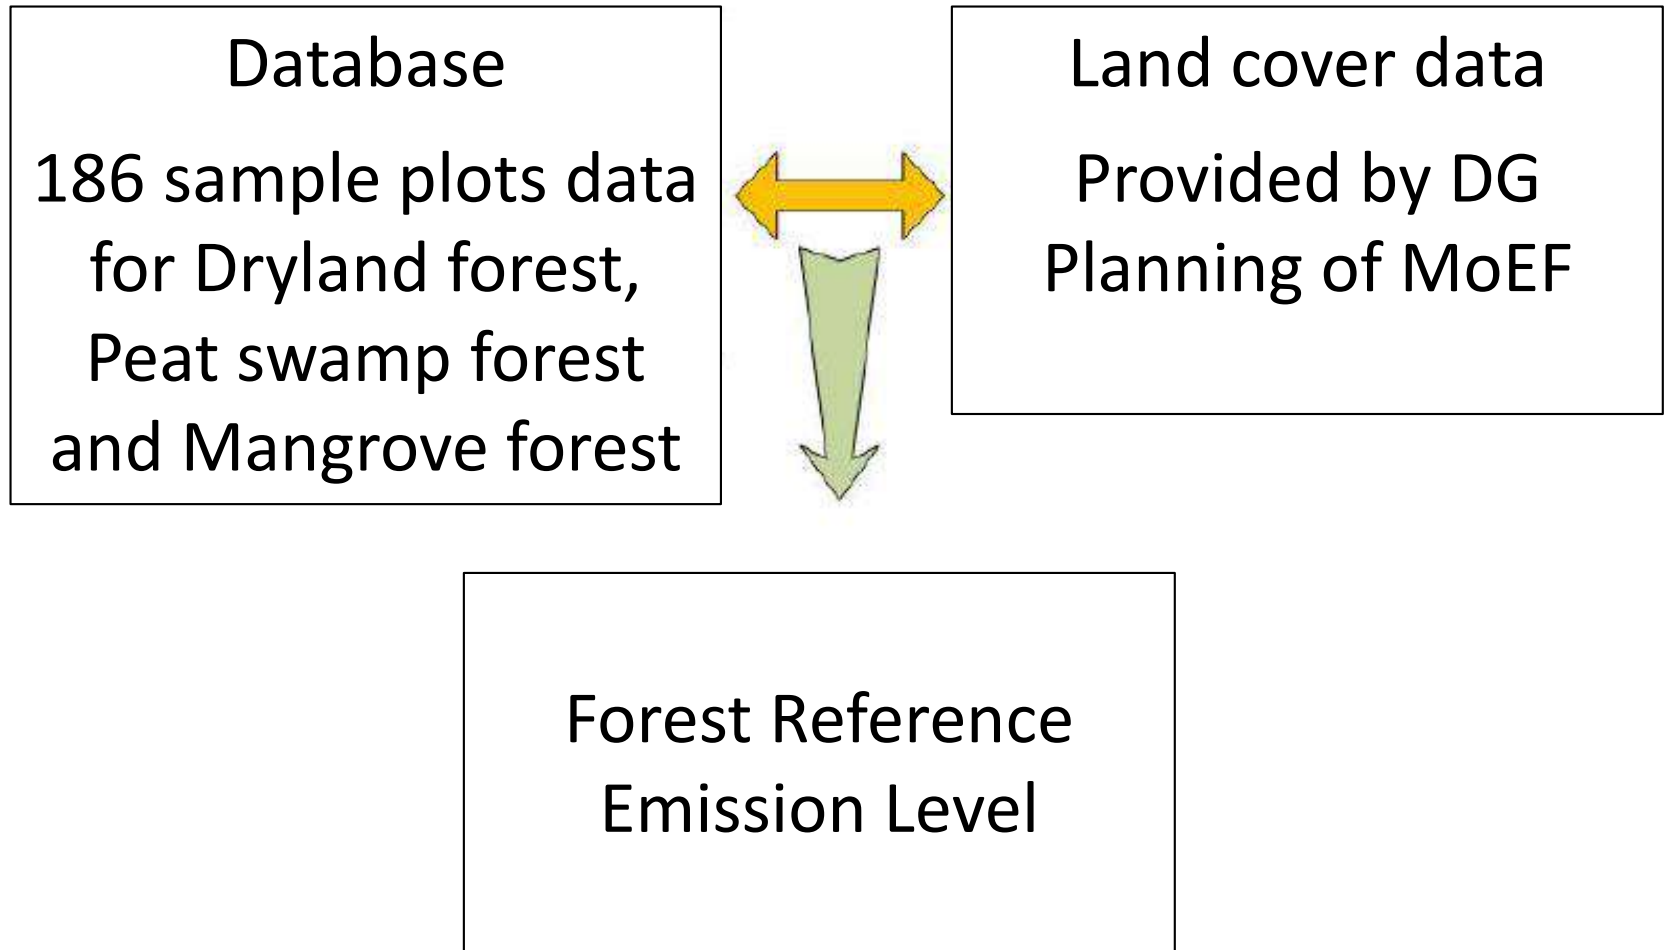 Database
186 sample plots data
for Dryland forest,
Peat swamp forest
and Mangrove forest
Land cover data
Provided by DG
Planning of MoEF
Forest Reference
Emission Level